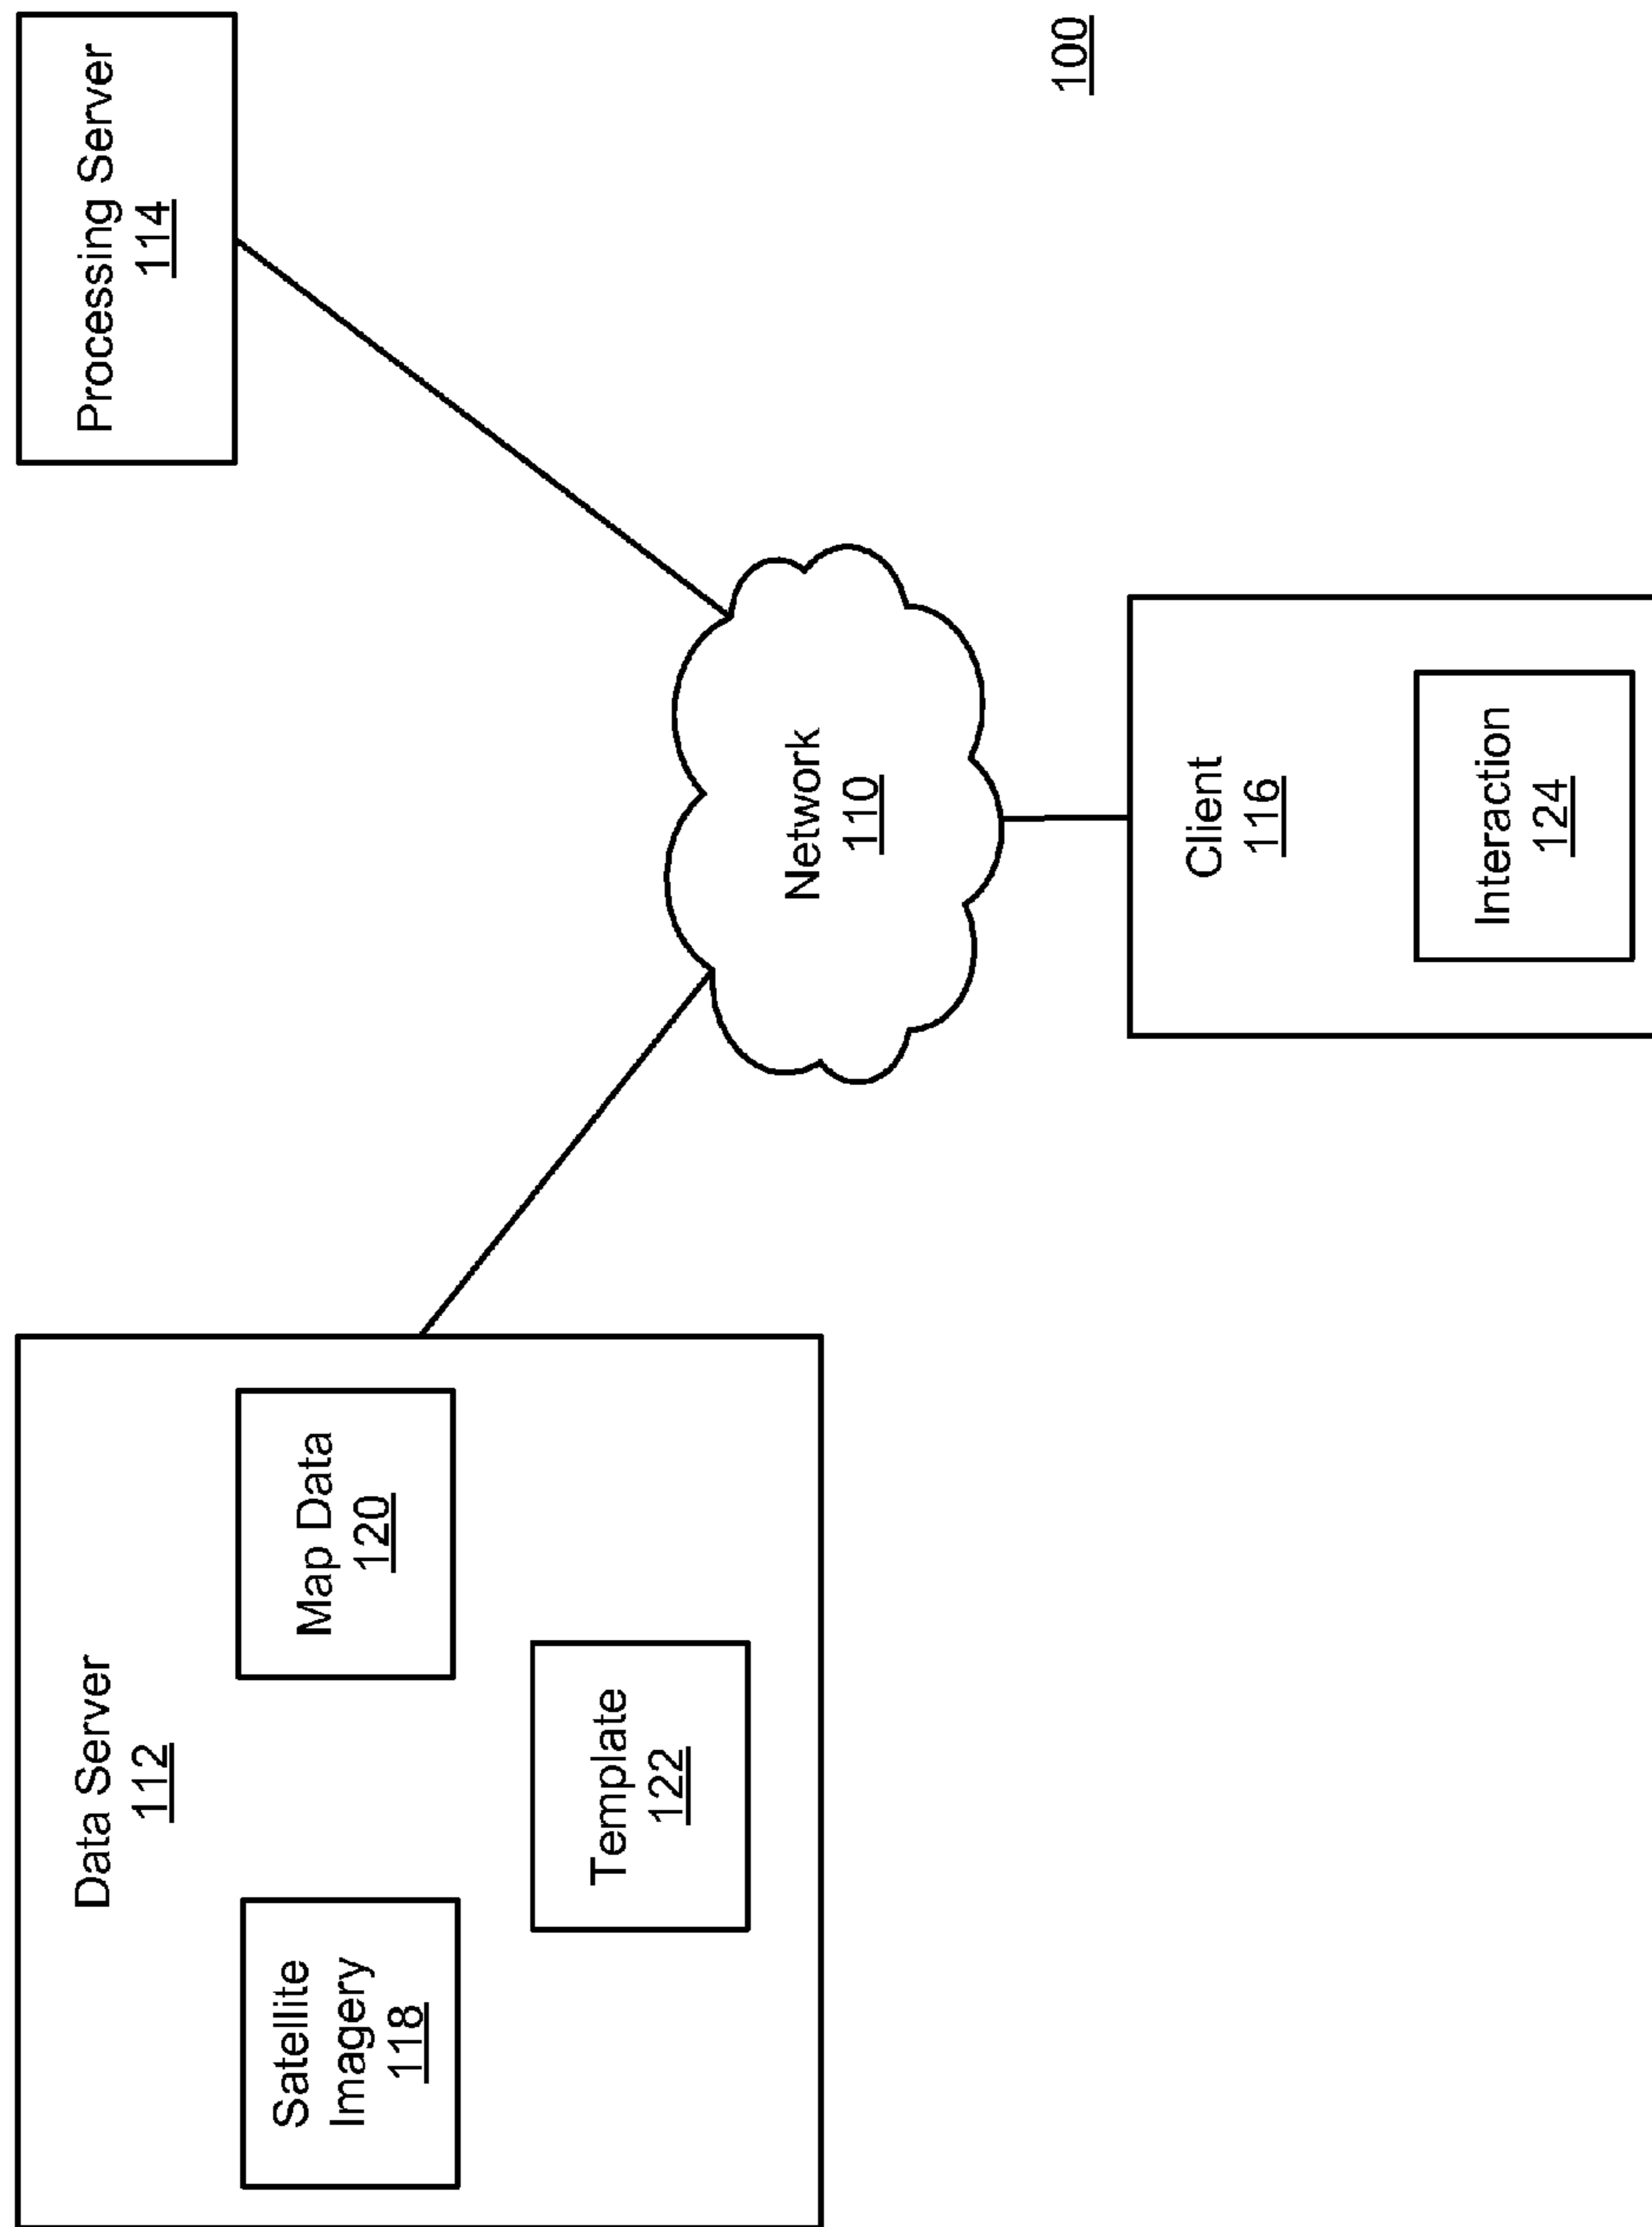 Data Server
112
Satellite
Imagery
118
Map Data
120
Template
122
Processing Server
114
Network
110
Client
116
Interaction
124
100